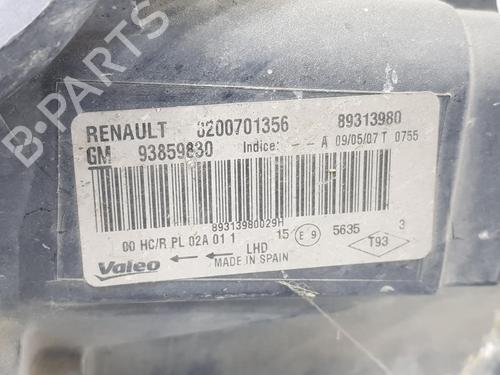 RENAULT 8200701356 89313980
GM 93859830 Indice: -- A 09/05/07 T 0755
89313980029H
00 HC/R PL 02A 01 1 15 E 9 5635 3
Valeo LHD T93
MADE IN SPAIN
B-PARTS